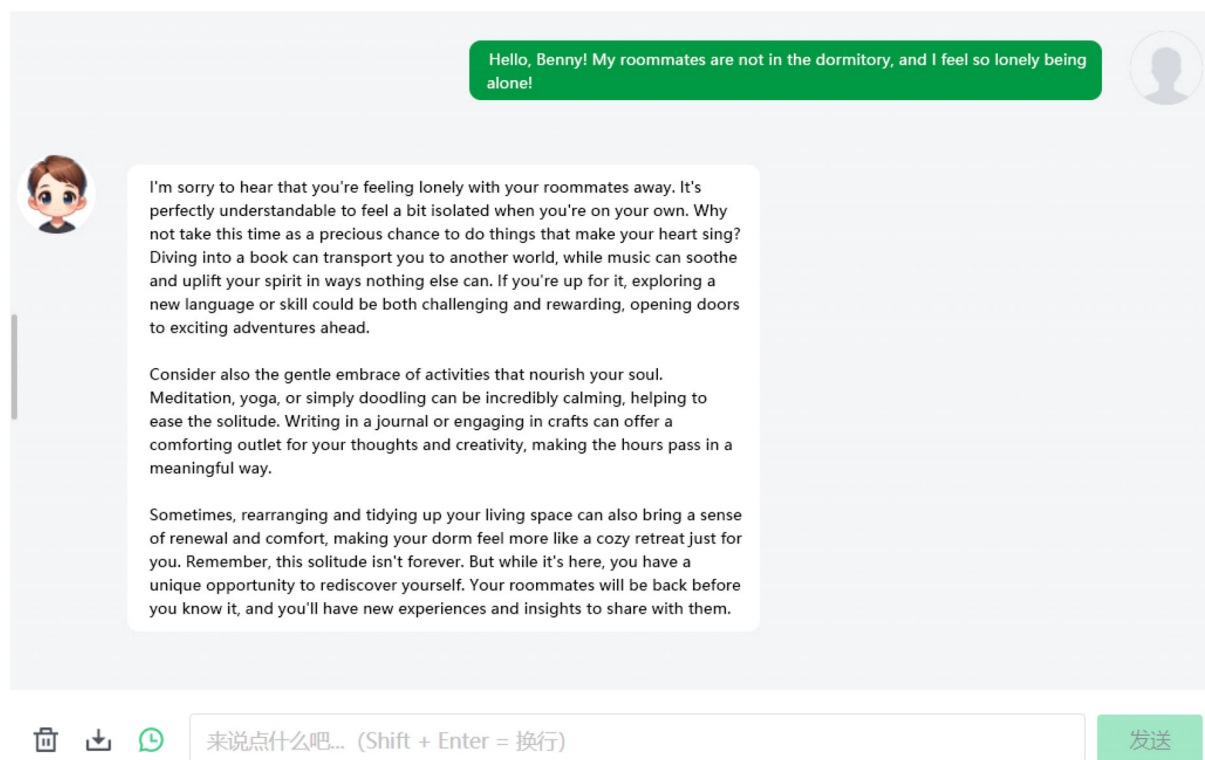 Hello, Benny! My roommates are not in the dormitory, and I feel so lonely being
alone!
I'm sorry to hear that you're feeling lonely with your roommates away. It's
perfectly understandable to feel a bit isolated when you're on your own. Why
not take this time as a precious chance to do things that make your heart sing?
Diving into a book can transport you to another world, while music can soothe
and uplift your spirit in ways nothing else can. If you're up for it, exploring a
new language or skill could be both challenging and rewarding, opening doors
to exciting adventures ahead.
Consider also the gentle embrace of activities that nourish your soul.
Meditation, yoga, or simply doodling can be incredibly calming, helping to
ease the solitude. Writing in a journal or engaging in crafts can offer a
comforting outlet for your thoughts and creativity, making the hours pass in a
meaningful way.
Sometimes, rearranging and tidying up your living space can also bring a sense
of renewal and comfort, making your dorm feel more like a cozy retreat just for
you. Remember, this solitude isn't forever. But while it's here, you have a
unique opportunity to rediscover yourself. Your roommates will be back before
you know it, and you'll have new experiences and insights to share with them.
来说点什么吧... (Shift + Enter = 换行)
发送